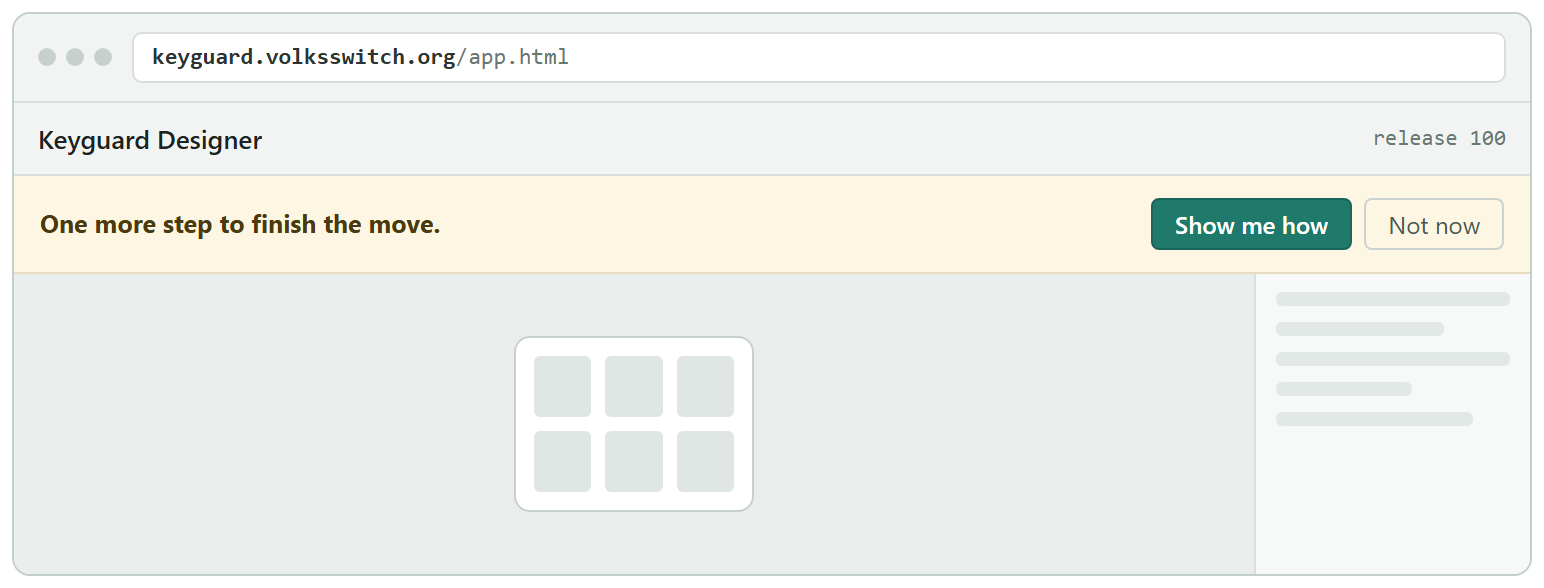 keyguard.volksswitch.org/app.html
Keyguard Designer
release 100
One more step to finish the move.
Show me how
Not now